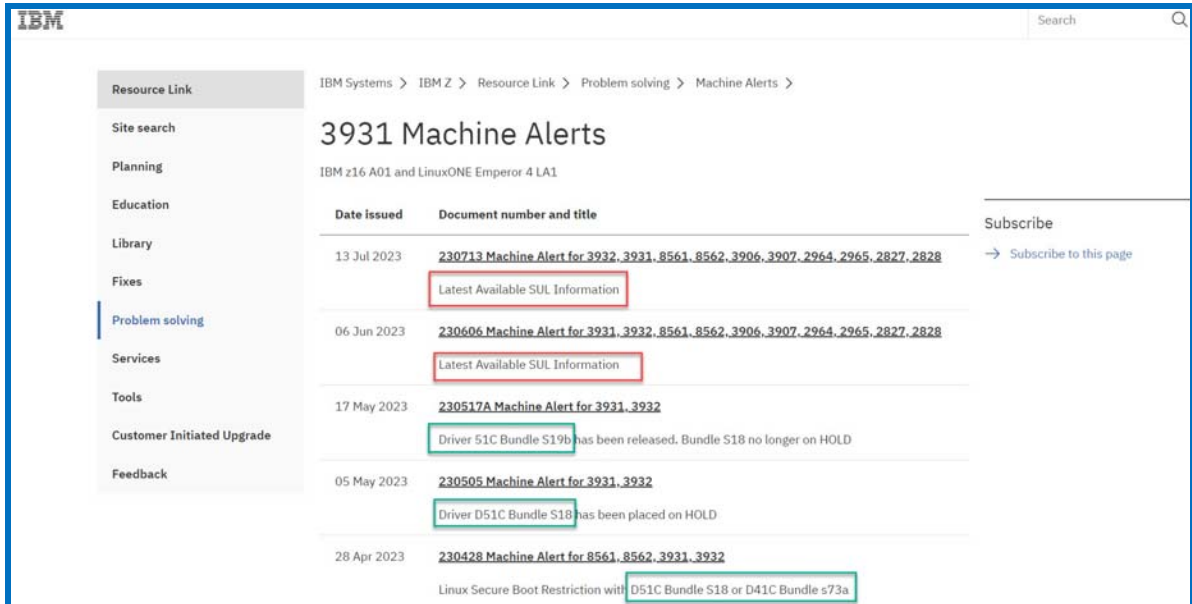 IBM
Search
Resource Link
Site search
Planning
Education
Library
Fixes
Problem solving
Services
Tools
Customer Initiated Upgrade
Feedback
IBM Systems > IBM Z > Resource Link > Problem solving > Machine Alerts >
3931 Machine Alerts
IBM z16 A01 and LinuxONE Emperor 4 LA1
Date issued Document number and title
13 Jul 2023 230713 Machine Alert for 3932, 3931, 8561, 8562, 3906, 3907, 2964, 2965, 2827, 2828
Latest Available SUL Information
06 Jun 2023 230606 Machine Alert for 3931, 3932, 8561, 8562, 3906, 3907, 2964, 2965, 2827, 2828
Latest Available SUL Information
17 May 2023 230517A Machine Alert for 3931, 3932
Driver 51C Bundle S19b has been released. Bundle S18 no longer on HOLD
05 May 2023 230505 Machine Alert for 3931, 3932
Driver D51C Bundle S18 has been placed on HOLD
28 Apr 2023 230428 Machine Alert for 8561, 8562, 3931, 3932
Linux Secure Boot Restriction with D51C Bundle S18 or D41C Bundle s73a
Subscribe
→ Subscribe to this page